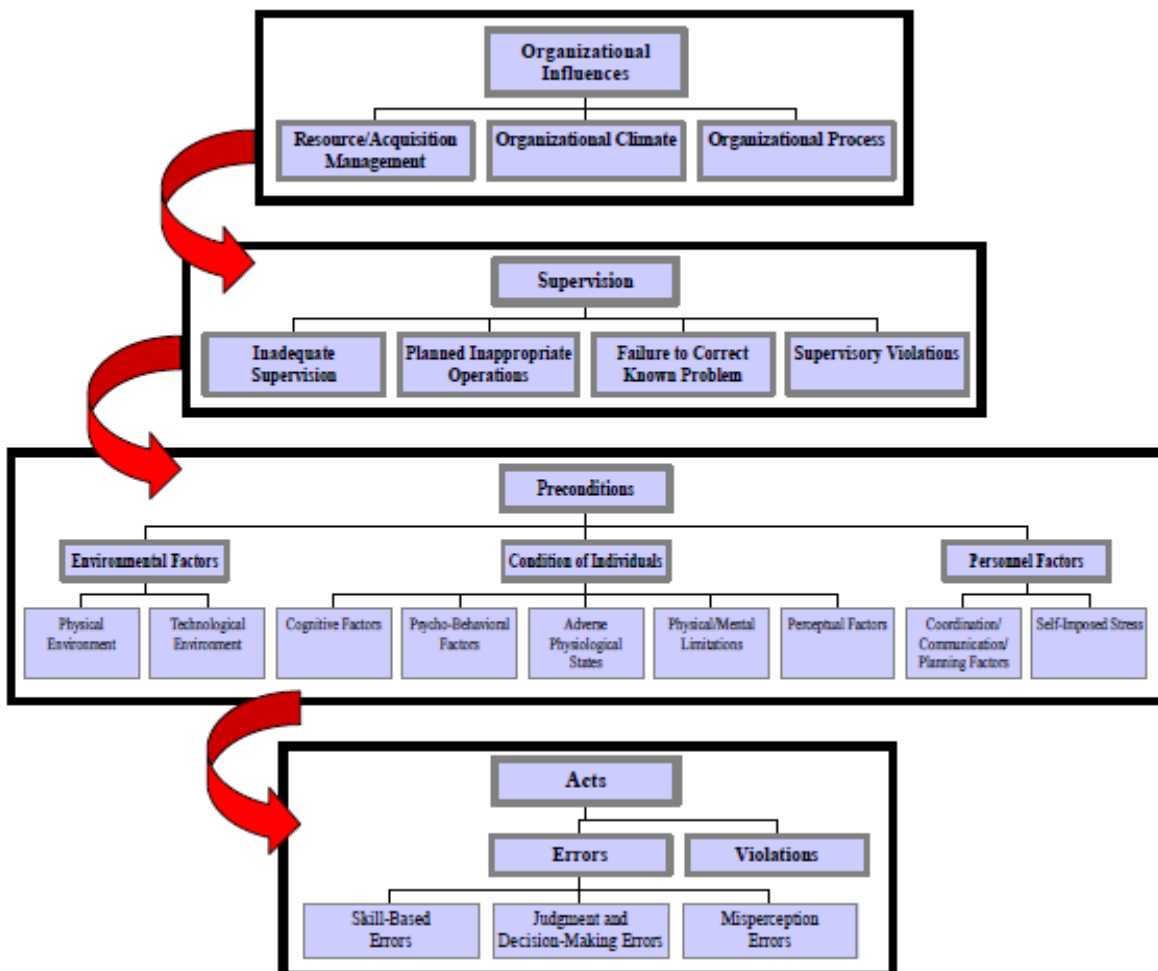 Organizational
Influences
Resource/Acquisition
Management
Organizational Climate
Organizational Process
Supervision
Inadequate
Supervision
Planned Inappropriate
Operations
Failure to Correct
Known Problem
Supervisory Violations
Preconditions
Environmental Factors
Condition of Individuals
Personnel Factors
Physical
Environment
Technological
Environment
Cognitive Factors
Psycho-Behavioral
Factors
Adverse
Physiological
States
Physical/Mental
Limitations
Perceptual Factors
Coordination/
Communication/
Planning Factors
Self-Imposed Stress
Acts
Errors
Violations
Skill-Based
Errors
Judgment and
Decision-Making Errors
Misperception
Errors